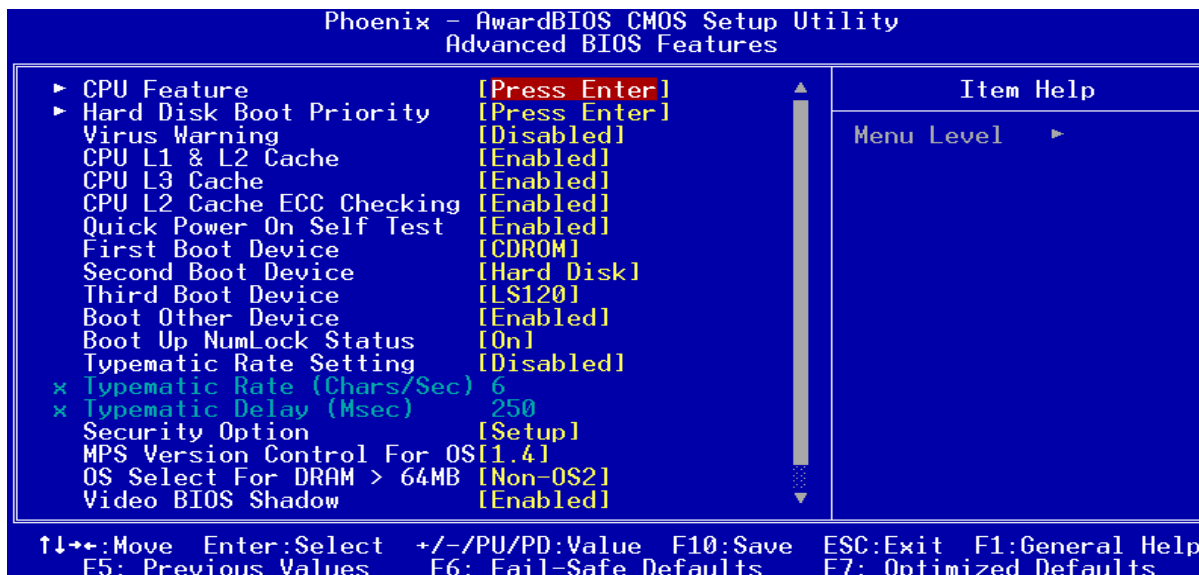 Phoenix - AwardBIOS CMOS Setup Utility
Advanced BIOS Features
► CPU Feature [Press Enter]
► Hard Disk Boot Priority [Press Enter]
Virus Warning [Disabled]
CPU L1 & L2 Cache [Enabled]
CPU L3 Cache [Enabled]
CPU L2 Cache ECC Checking [Enabled]
Quick Power On Self Test [Enabled]
First Boot Device [CDROM]
Second Boot Device [Hard Disk]
Third Boot Device [LS120]
Boot Other Device [Enabled]
Boot Up NumLock Status [On]
Typematic Rate Setting [Disabled]
x Typematic Rate (Chars/Sec) 6
x Typematic Delay (Msec) 250
Security Option [Setup]
MPS Version Control For OS[1.4]
OS Select For DRAM > 64MB [Non-OS2]
Video BIOS Shadow [Enabled]
Item Help
Menu Level ►
↑↓→←:Move Enter:Select +/-/PU/PD:Value F10:Save ESC:Exit F1:General Help
F5: Previous Values F6: Fail-Safe Defaults F7: Optimized Defaults